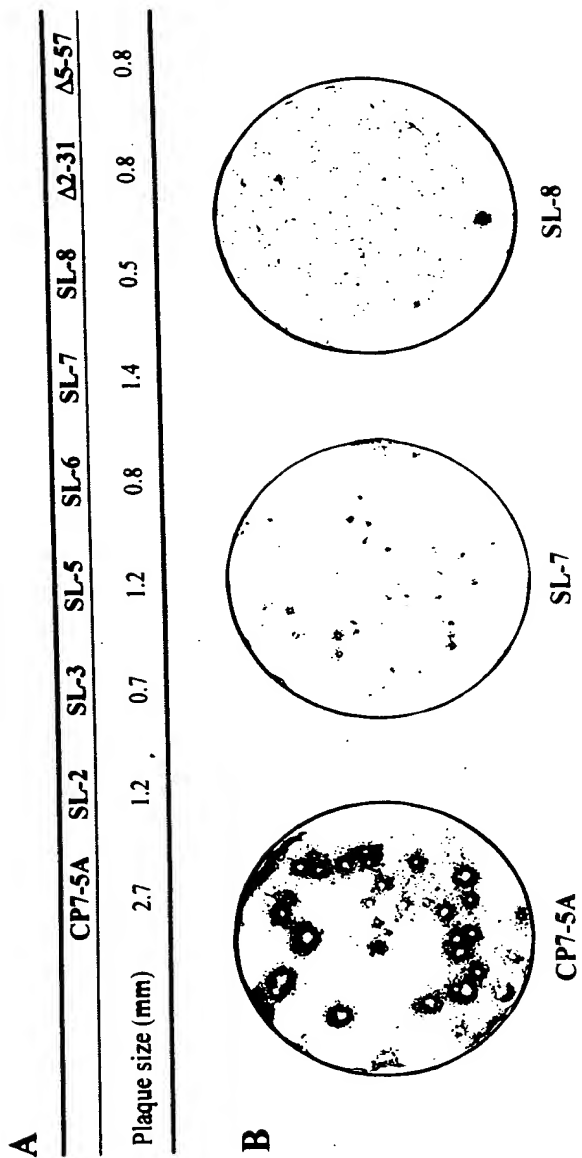 A
CP7-5A SL-2 SL-3 SL-5 SL-6 SL-7 SL-8 Δ2-31 Δ5-57
Plaque size (mm) 2.7 1.2 0.7 1.2 0.8 1.4 0.5 0.8 0.8
B
CP7-5A SL-7 SL-8